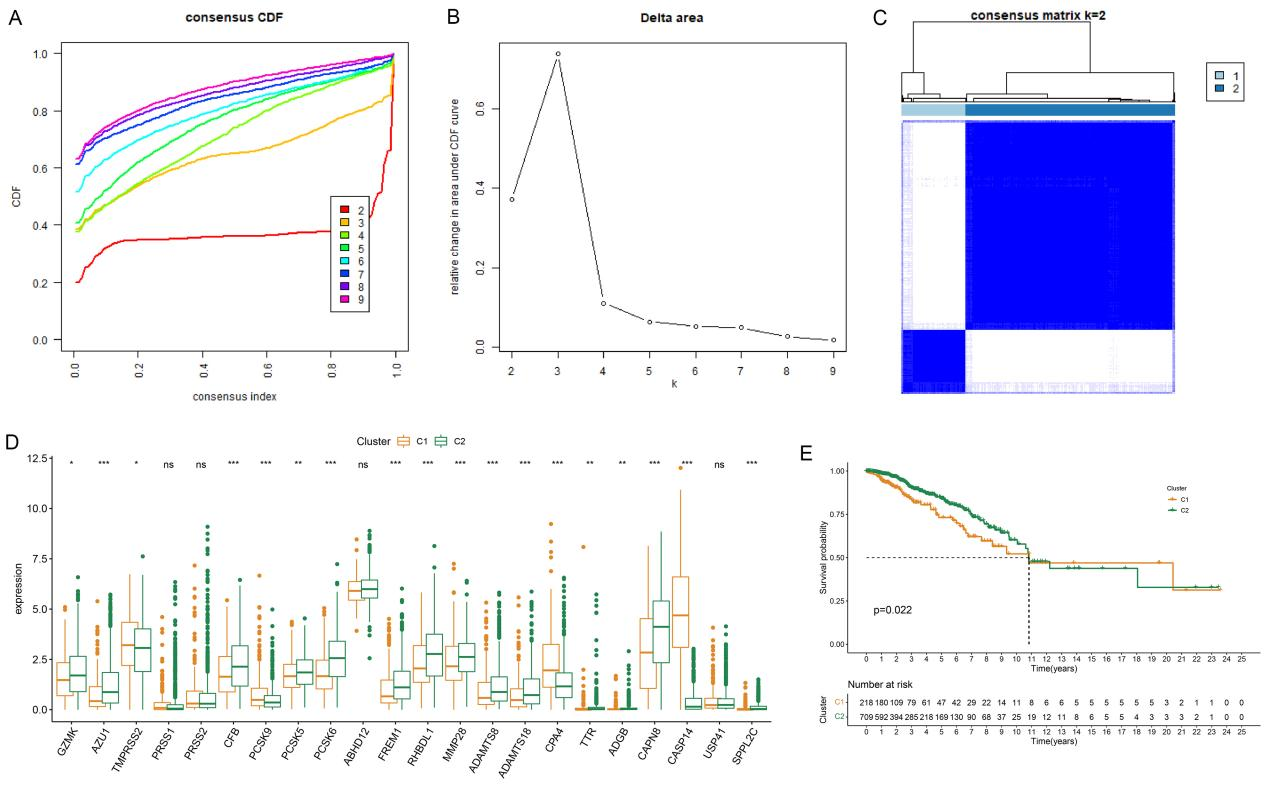 A
consensus CDF
CDF
1.0
0.8
0.6
0.4
0.2
0.0
0.0 0.2 0.4 0.6 0.8 1.0
consensus index
2
3
4
5
6
7
8
9
B
Delta area
relative change in area under CDF curve
0.6
0.4
0.2
0.0
2 3 4 5 6 7 8 9
k
C
consensus matrix k=2
1
2
D
Cluster C1 C2
expression
12.5
10.0
7.5
5.0
2.5
0.0
* *** * ns ns *** *** ** *** ns *** *** *** *** *** *** ** ** *** *** ns ***
GZMK AZU1 TMPRSS2 PRSS1 PRSS2 CFB PCSK9 PCSK5 PCSK6 ABHD12 FREM1 RHBDL1 MMP28 ADAMTS8 ADAMTS18 CPA4 TTR ADGB CAPN8 CASP14 USP41 SPPL2C
E
Survival probability
1.00
0.75
0.50
0.25
0.00
Cluster
C1
C2
p=0.022
0 1 2 3 4 5 6 7 8 9 10 11 12 13 14 15 16 17 18 19 20 21 22 23 24 25
Time(years)
Number at risk
Cluster
C1 218 180 109 79 61 47 42 29 22 14 11 8 6 6 5 5 5 5 5 5 3 2 1 1 0 0
C2 709 592 394 285 218 169 130 90 68 37 25 19 12 11 8 6 5 5 4 3 3 3 2 1 0 0
0 1 2 3 4 5 6 7 8 9 10 11 12 13 14 15 16 17 18 19 20 21 22 23 24 25
Time(years)